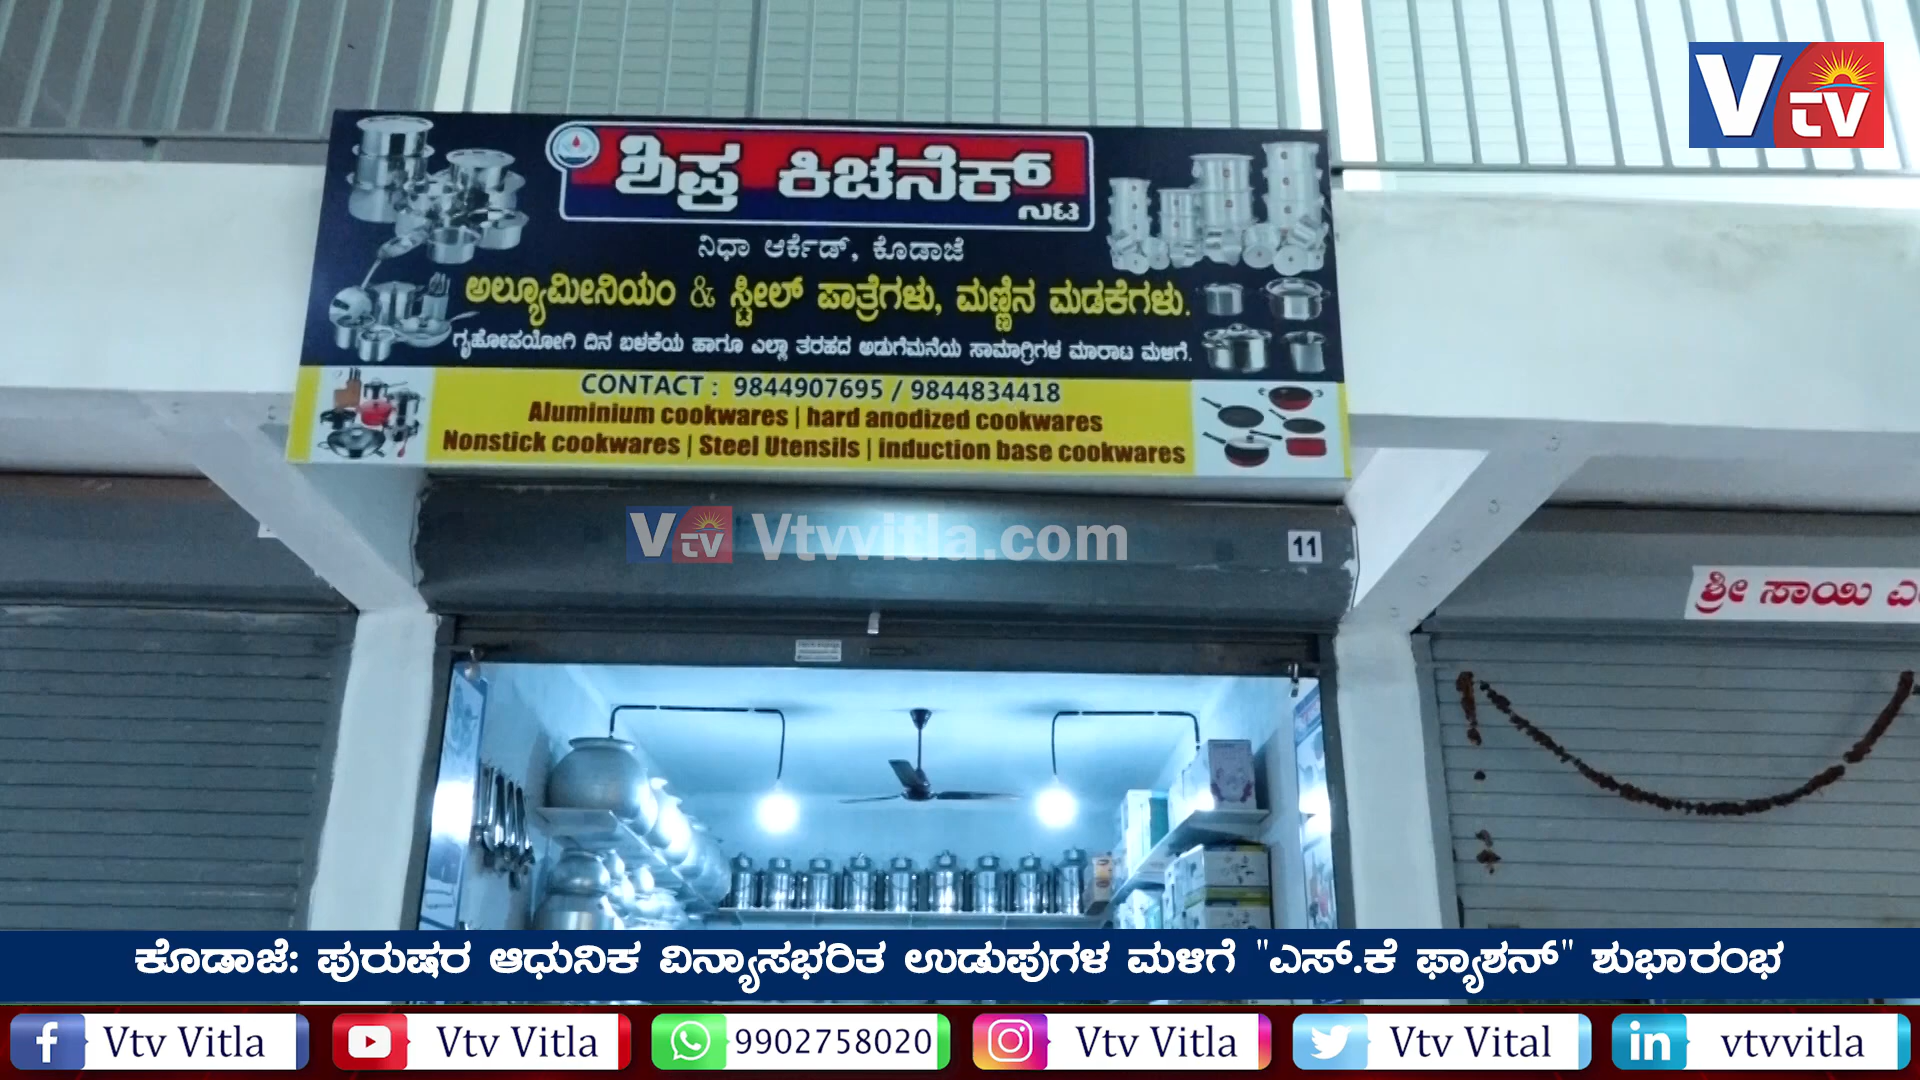 VTV
ಶಿಪ್ರ ಕಿಚನೆಕ್ಸ್
ನಿಧಾ ಆರ್ಕೆಡ್, ಕೊಡಾಜೆ
ಅಲ್ಯೂಮೀನಿಯಂ & ಸ್ಟೀಲ್ ಪಾತ್ರೆಗಳು, ಮಣ್ಣಿನ ಮಡಕೆಗಳು.
ಗೃಹೋಪಯೋಗಿ ದಿನ ಬಳಕೆಯ ಹಾಗೂ ಎಲ್ಲಾ ತರಹದ ಅಡುಗೆಮನೆಯ ಸಾಮಾಗ್ರಿಗಳ ಮಾರಾಟ ಮಳಿಗೆ.
CONTACT : 9844907695 / 9844834418
Aluminium cookwares | hard anodized cookwares
Nonstick cookwares | Steel Utensils | induction base cookwares
VTV Vtvvitla.com
11
ಶ್ರೀ ಸಾಯಿ
ಕೊಡಾಜೆ: ಪುರುಷರ ಆಧುನಿಕ ವಿನ್ಯಾಸಭರಿತ ಉಡುಪುಗಳ ಮಳಿಗೆ "ಎಸ್.ಕೆ ಫ್ಯಾಶನ್" ಶುಭಾರಂಭ
f Vtv Vitla Vtv Vitla 9902758020 Vtv Vitla Vtv Vital in vtvvitla